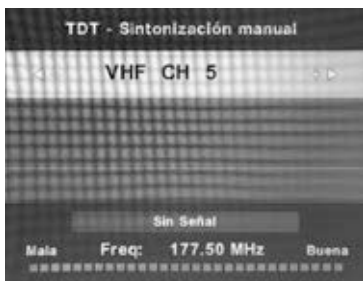 TDT - Sintonización manual
VHF CH 5
Sin Señal
Mala Freq: 177.50 MHz Buena